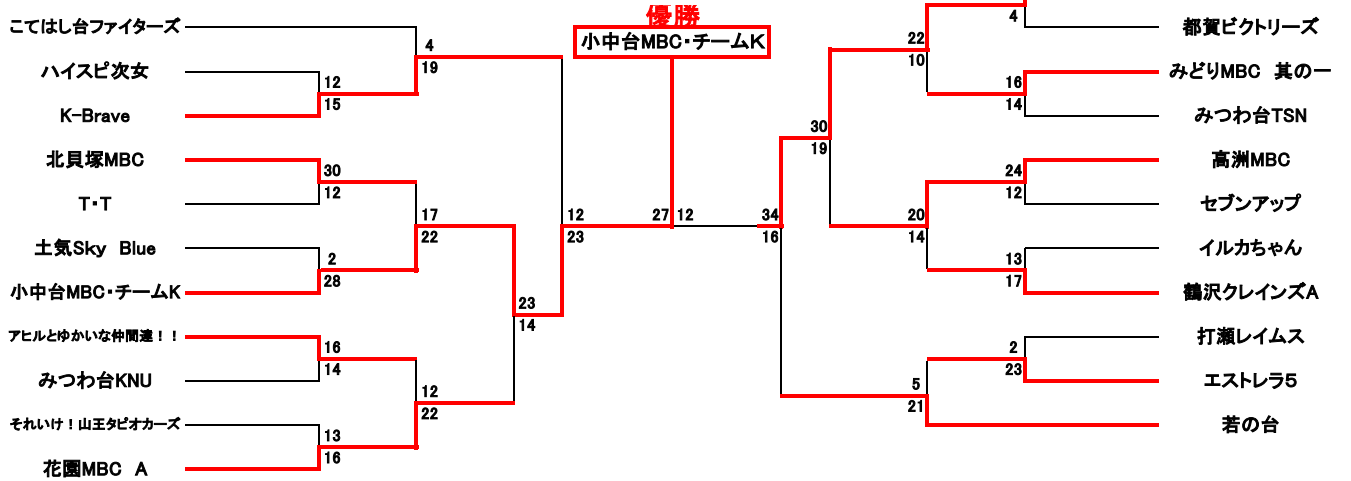 優勝
小中台MBC・チームK
こてはし台ファイターズ
ハイスピ次女
K-Brave
北貝塚MBC
T・T
土気Sky Blue
小中台MBC・チームK
アヒルとゆかいな仲間達！！
みつわ台KNU
それいけ！山王タピオカーズ
花園MBC A
4
19
12
15
30
12
17
22
2
28
23
14
16
14
12
22
13
16
12
23
27 12
34
16
30
19
22
10
4
16
14
24
12
20
14
13
17
2
23
5
21
都賀ビクトリーズ
みどりMBC 其の一
みつわ台TSN
高洲MBC
セブンアップ
イルカちゃん
鶴沢クレインズA
打瀬レイムス
エストレラ5
若の台